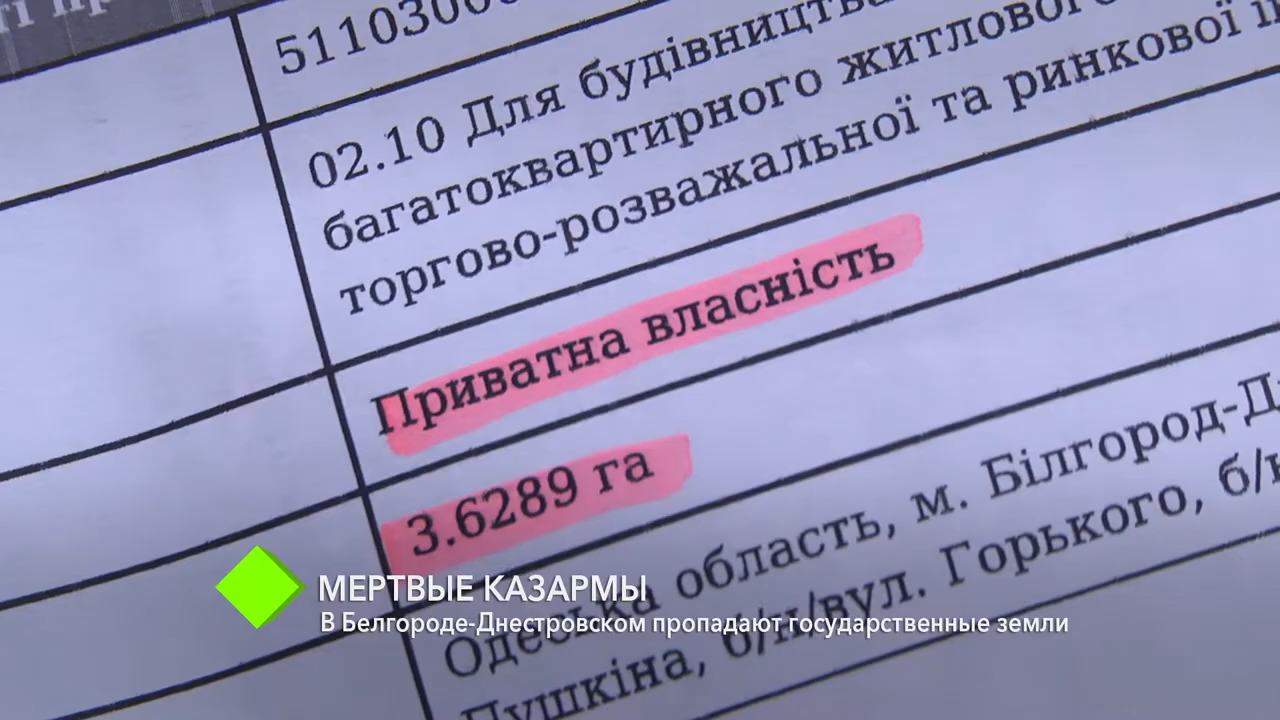 511030
02.10 Для будівництва
багатоквартирного житлового
торгово-розважальної та ринкової
Приватна власність
3.6289 га
Одеська область, м. Білгород-Д
Пушкіна, б/н/вул. Горького, б/н
МЕРТВЫЕ КАЗАРМЫ
В Белгороде-Днестровском пропадают государственные земли